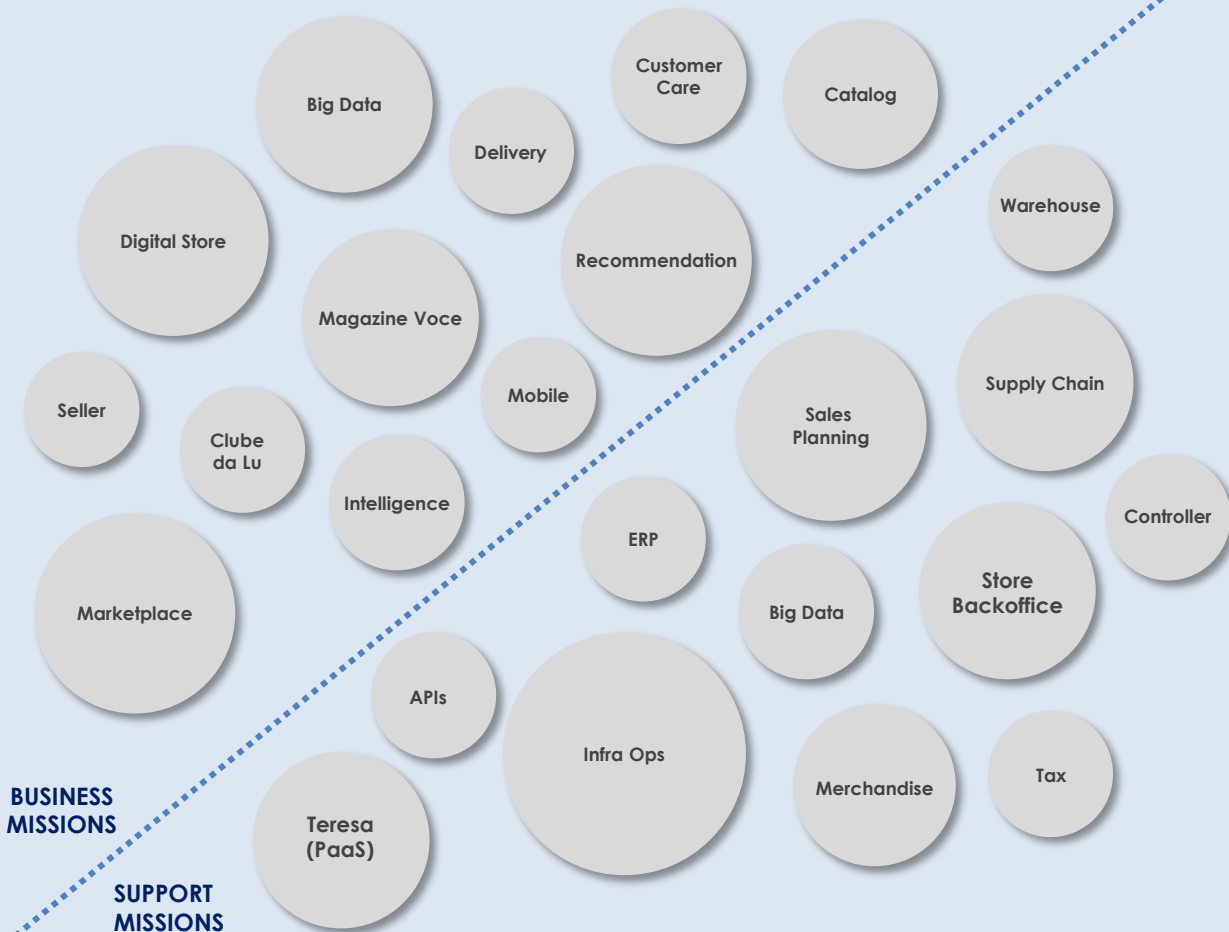 Customer
Care
Big Data
Catalog
Delivery
Warehouse
Digital Store
Recommendation
Magazine Voce
Supply Chain
Mobile
Seller
Sales
Planning
Clube
da Lu
Intelligence
Controller
ERP
Store
Backoffice
Marketplace
Big Data
APIs
Infra Ops
Tax
Merchandise
BUSINESS
MISSIONS
Teresa
(PaaS)
SUPPORT
MISSIONS